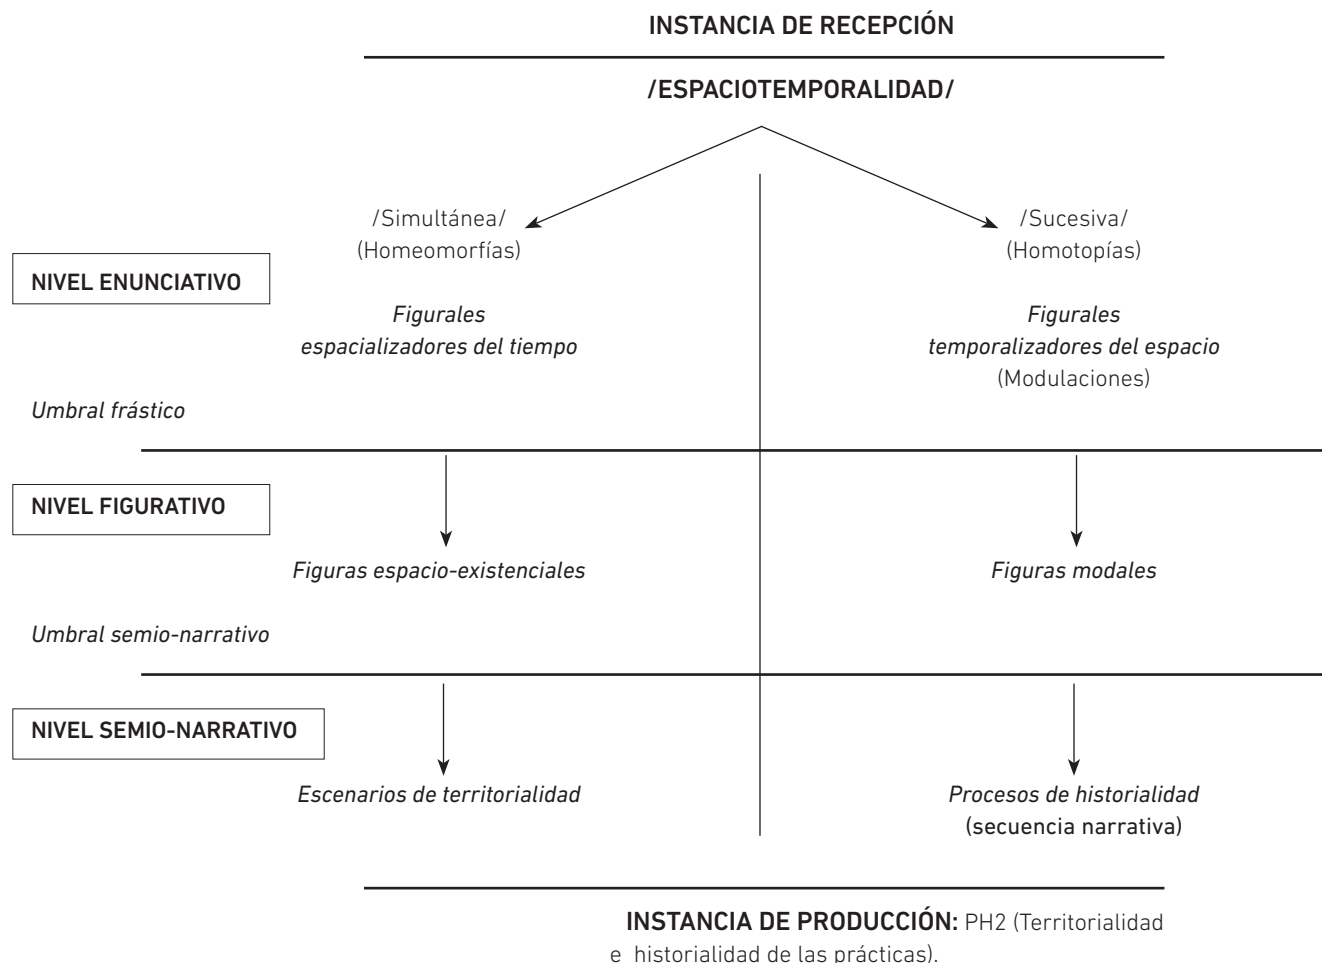 INSTANCIA DE RECEPCIÓN
/ESPACIOTEMPORALIDAD/
/Simultánea/
(Homeomorfías)
/Sucesiva/
(Homotopías)
NIVEL ENUNCIATIVO
Figurales
espacializadores del tiempo
Figurales
temporalizadores del espacio
(Modulaciones)
Umbral frástico
NIVEL FIGURATIVO
Figuras espacio-existenciales
Figuras modales
Umbral semio-narrativo
NIVEL SEMIO-NARRATIVO
Escenarios de territorialidad
Procesos de historialidad
(secuencia narrativa)
INSTANCIA DE PRODUCCIÓN: PH2 (Territorialidad
e historialidad de las prácticas).